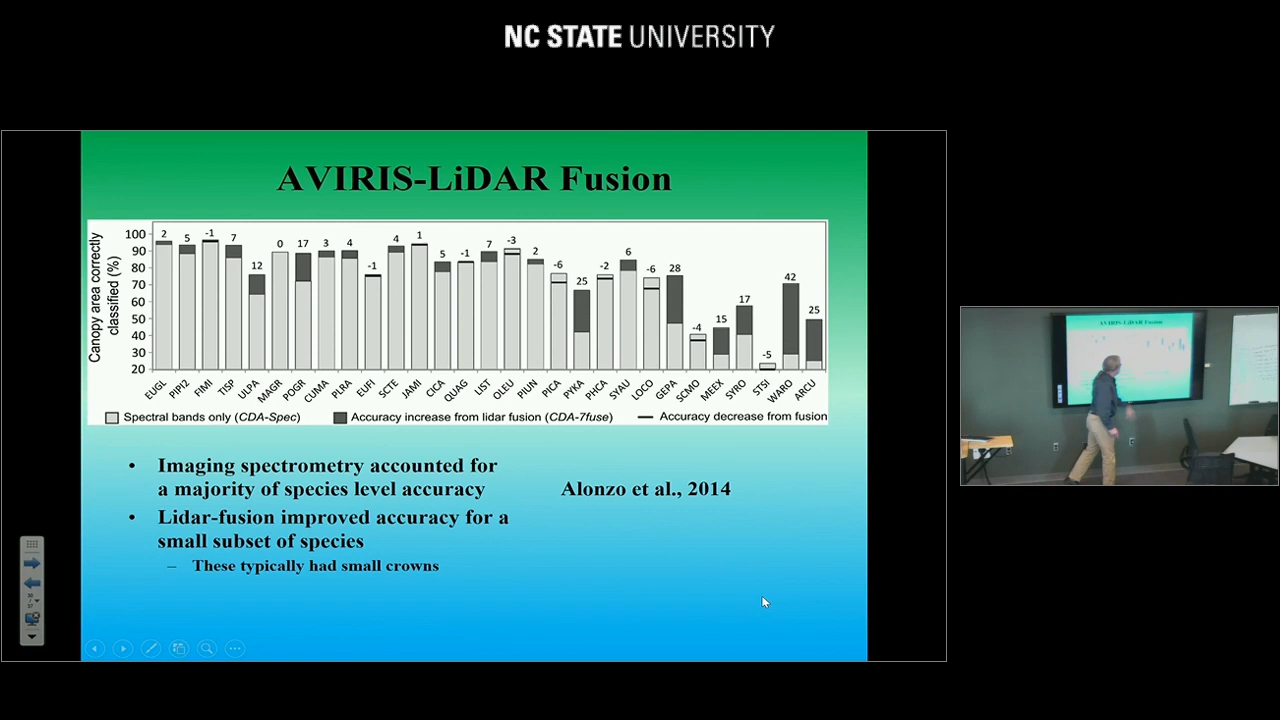 NC STATE UNIVERSITY
AVIRIS-LiDAR Fusion
Canopy area correctly
classified (%)
100
90
80
70
60
50
40
30
20
2 5 -1 7 12 0 17 3 4 -1 4 1 5 -1 7 -3 2 -6 25 -2 6 -6 28 -4 15 17 -5 42 25
EUGL PIPI2 FIMI TISP ULPA MAGR POGR CUMA PLRA EUFI SCTE JAMI CICA QUAG LIST OLEU PIUN PICA PYKA PHCA SYAU LOCO GEPA SCMO MEEX SYRO STSI WARO ARCU
Spectral bands only (CDA-Spec) Accuracy increase from lidar fusion (CDA-7fuse) Accuracy decrease from fusion
• Imaging spectrometry accounted for
a majority of species level accuracy
Alonzo et al., 2014
• Lidar-fusion improved accuracy for a
small subset of species
– These typically had small crowns
AVIRIS-LiDAR Fusion